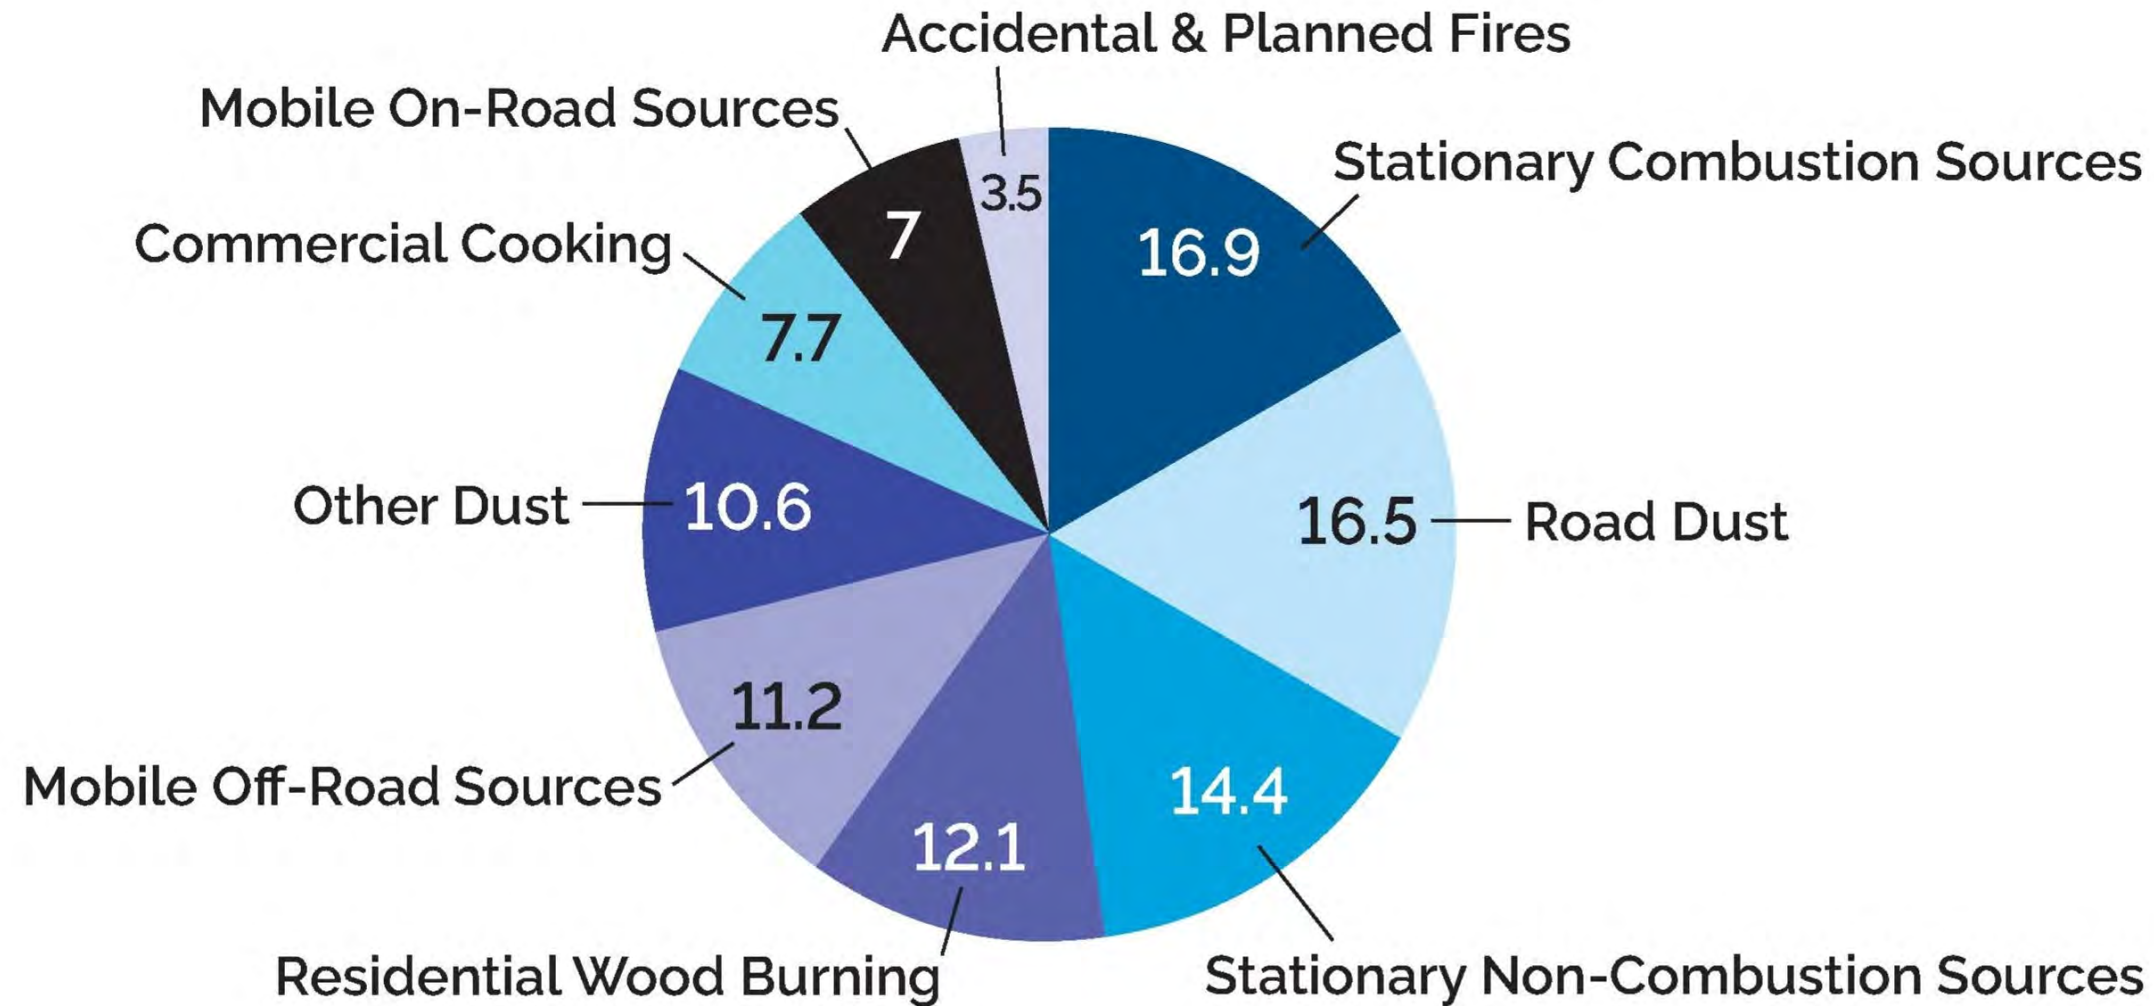 Accidental & Planned Fires
Mobile On-Road Sources
Stationary Combustion Sources
3.5
7
16.9
Commercial Cooking
7.7
Other Dust
10.6
16.5
Road Dust
11.2
Mobile Off-Road Sources
14.4
12.1
Residential Wood Burning
Stationary Non-Combustion Sources